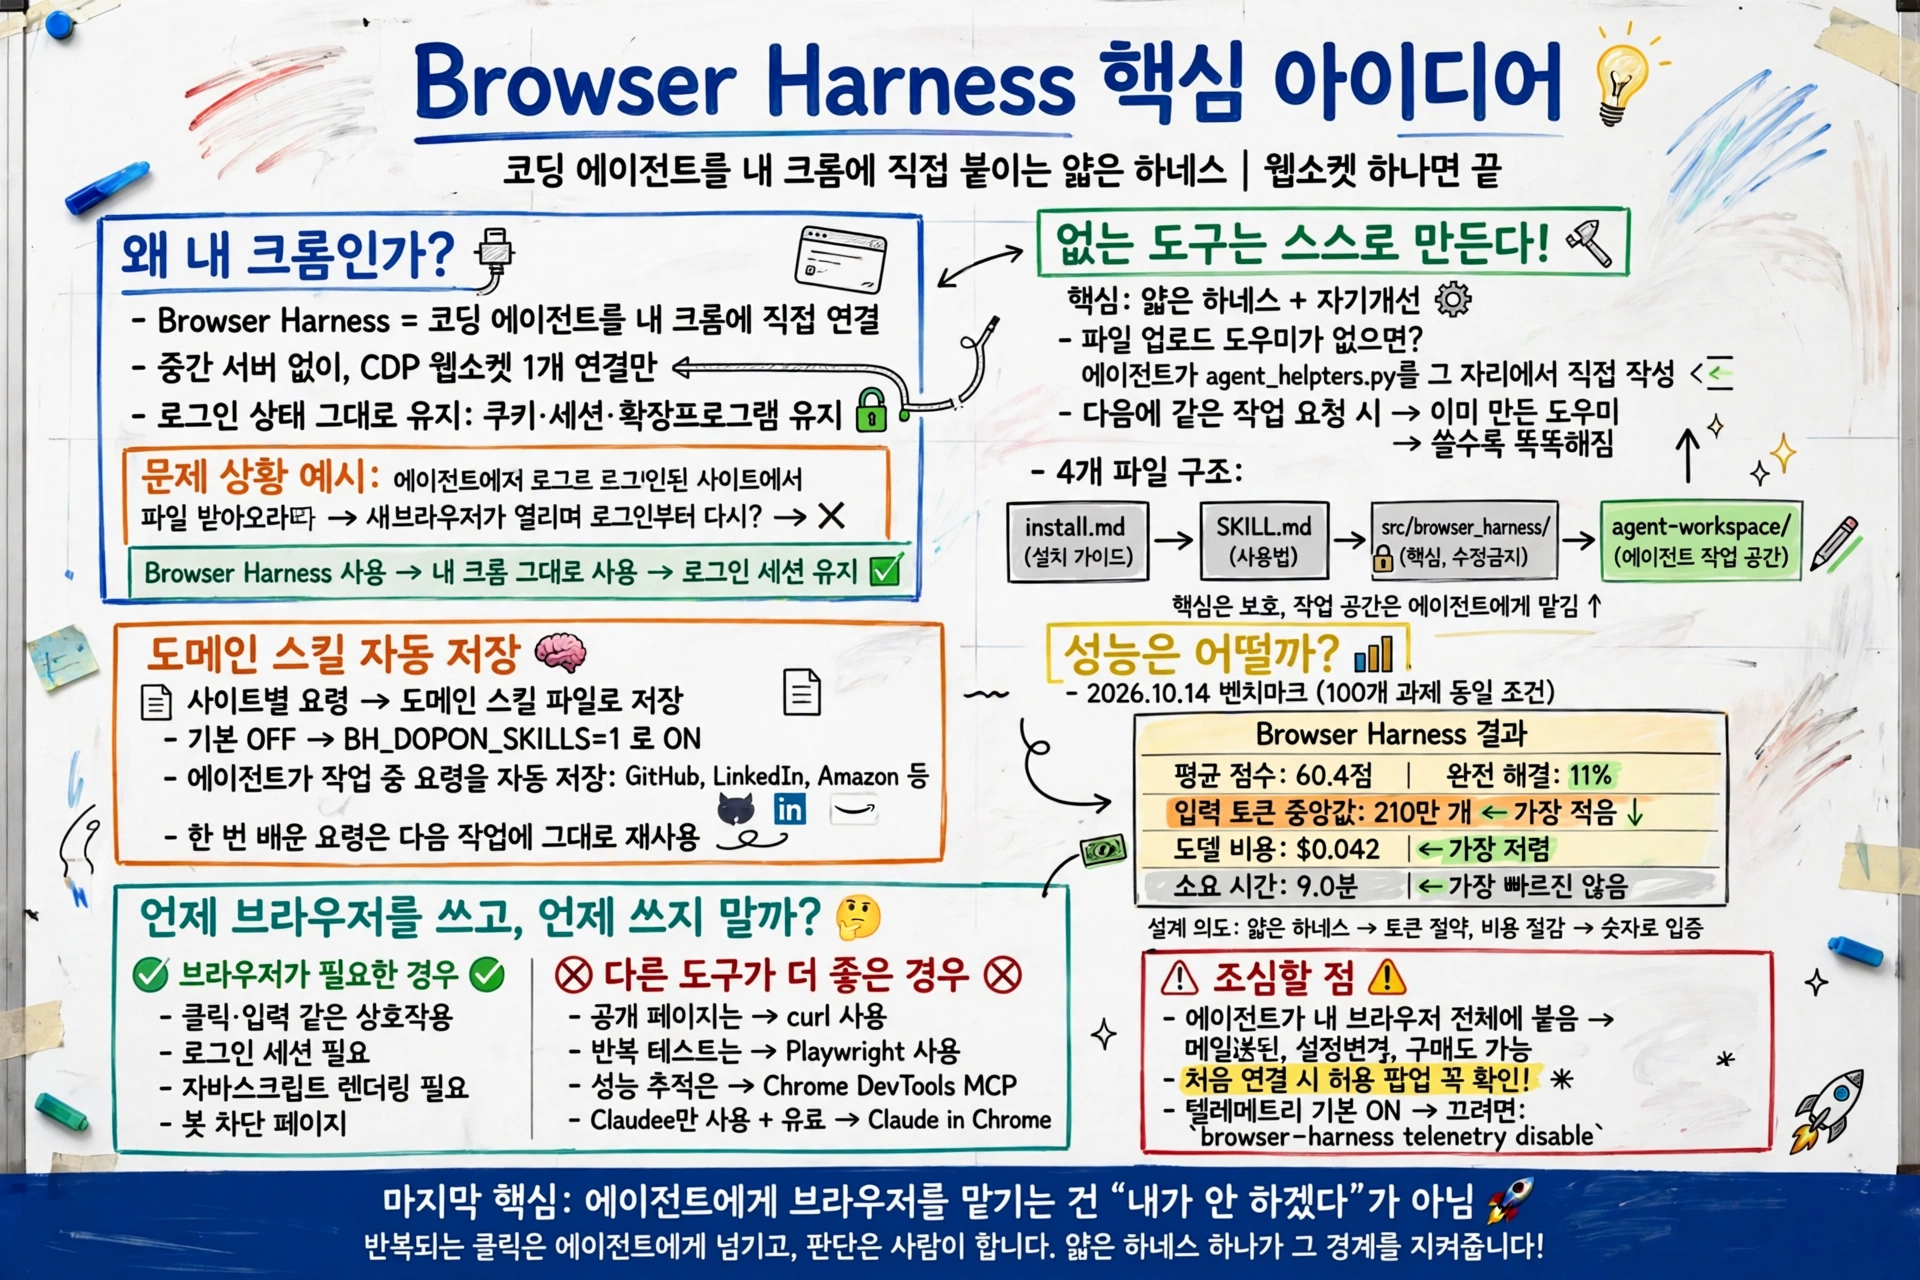 Browser Harness 핵심 아이디어
코딩 에이전트를 내 크롬에 직접 붙이는 얇은 하네스 | 웹소켓 하나면 끝
왜 내 크롬인가?
- Browser Harness = 코딩 에이전트를 내 크롬에 직접 연결
- 중간 서버 없이, CDP 웹소켓 1개 연결만
- 로그인 상태 그대로 유지: 쿠키·세션·확장프로그램 유지
문제 상황 예시: 에이전트에저 로그르 사이트에서
파일 받아오라 → 새브라우저가 열리며 로그인부터 다시? → ✕
Browser Harness 사용 → 내 크롬 그대로 사용 → 로그인 세션 유지 ✅
도메인 스킬 자동 저장
사이트별 요령 → 도메인 스킬 파일로 저장
- 기본 OFF → BH_DOPON_SKILLS=1 로 ON
- 에이전트가 작업 중 요령을 자동 저장: GitHub, LinkedIn, Amazon 등
in
- 한 번 배운 요령은 다음 작업에 그대로 재사용
언제 브라우저를 쓰고, 언제 쓰지 말까?
브라우저가 필요한 경우
- 클릭·입력 같은 상호작용
- 로그인 세션 필요
- 자바스크립트 렌더링 필요
- 봇 차단 페이지
다른 도구가 더 좋은 경우
- 공개 페이지는 → curl 사용
- 반복 테스트는 → Playwright 사용
- 성능 추적은 → Chrome DevTools MCP
- Claudee만 사용 + 유료 → Claude in Chrome
없는 도구는 스스로 만든다!
핵심: 얇은 하네스 + 자기개선
- 파일 업로드 도우미가 없으면?
에이전트가 agent_helpters.py를 그 자리에서 직접 작성
- 다음에 같은 작업 요청 시 → 이미 만든 도우미
→ 쓸수록 똑똑해짐
- 4개 파일 구조:
install.md
(설치 가이드)
→
SKILL.md
(사용법)
→
src/browser_harness/
(핵심, 수정금지)
→
agent-workspace/
(에이전트 작업 공간)
핵심은 보호, 작업 공간은 에이전트에게 맡김 ↑
성능은 어떨까?
- 2026.10.14 벤치마크 (100개 과제 동일 조건)
Browser Harness 결과
평균 점수: 60.4점 | 완전 해결: 11%
입력 토큰 중앙값: 210만 개 ← 가장 적음 ↓
도델 비용: $0.042 | ← 가장 저렴
소요 시간: 9.0분 | ← 가장 빠르진 않음
설계 의도: 얇은 하네스 → 토큰 절약, 비용 절감 → 숫자로 입증
조심할 점
- 에이전트가 내 브라우저 전체에 붙음 →
설정변경, 구매도 가능
- 처음 연결 시 허용 팝업 꼭 확인!
- 텔레메트리 기본 ON → 끄려면:
`browser-harness telenetry disable`
마지막 핵심: 에이전트에게 브라우저를 맡기는 건 “내가 안 하겠다”가 아님
반복되는 클릭은 에이전트에게 넘기고, 판단은 사람이 합니다. 얇은 하네스 하나가 그 경계를 지켜줍니다!